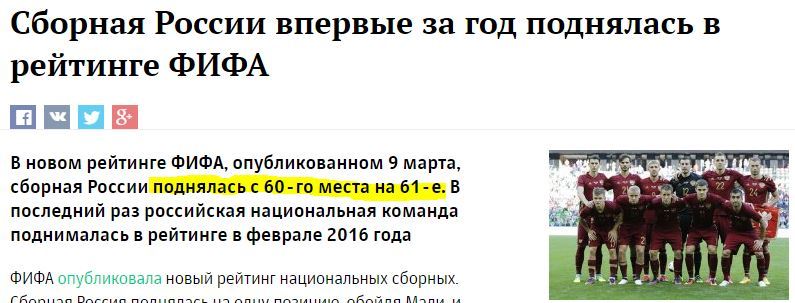 Сборная России впервые за год поднялась в
рейтинге ФИФА
В новом рейтинге ФИФА, опубликованном 9 марта,
сборная России поднялась с 60-го места на 61-е. В
последний раз российская национальная команда
поднималась в рейтинге в феврале 2016 года
ФИФА опубликовала новый рейтинг национальных сборных.
Сборная Россия поднялась на одну позицию, обойдя Мали, и